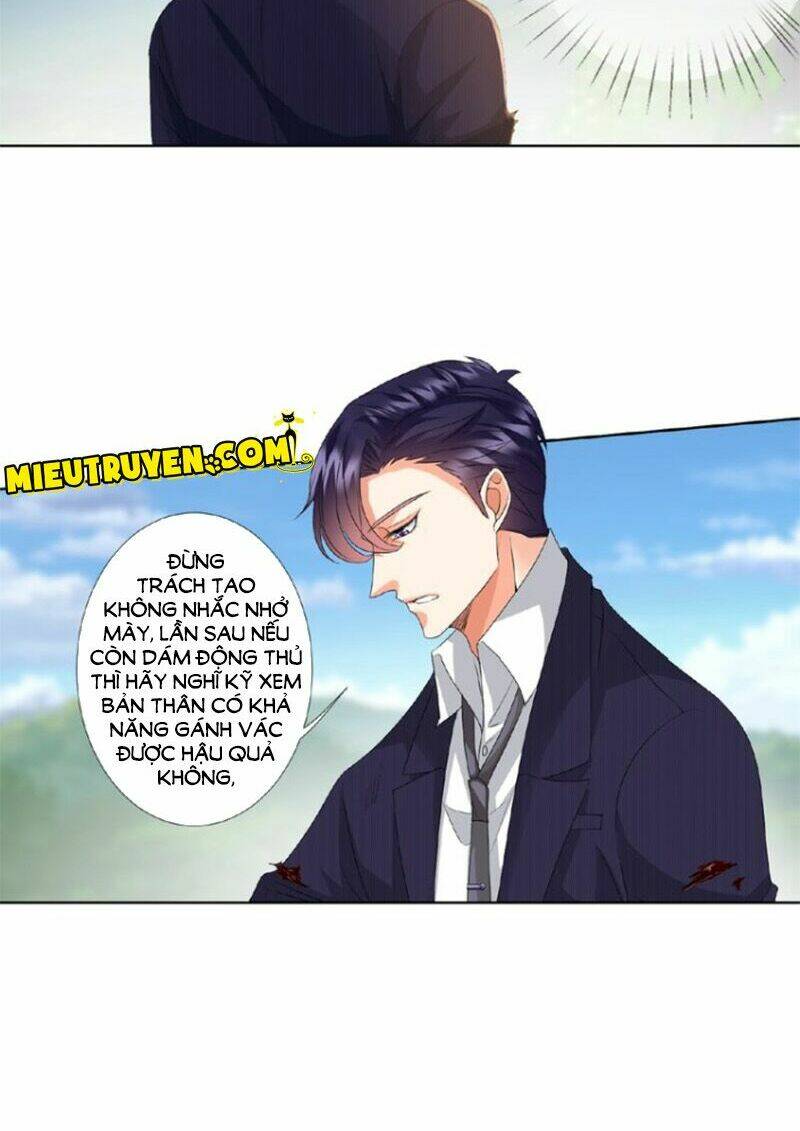 MIEUTRUYEN.COM
ĐỪNG
TRÁCH TAO
KHÔNG NHẮC NHỞ
MÀY, LẦN SAU NẾU
CÒN DÁM ĐỘNG THỦ
THÌ HÃY NGHĨ KỸ XEM
BẢN THÂN CÓ KHẢ
NĂNG GÁNH VÁC
ĐƯỢC HẬU QUẢ
KHÔNG,